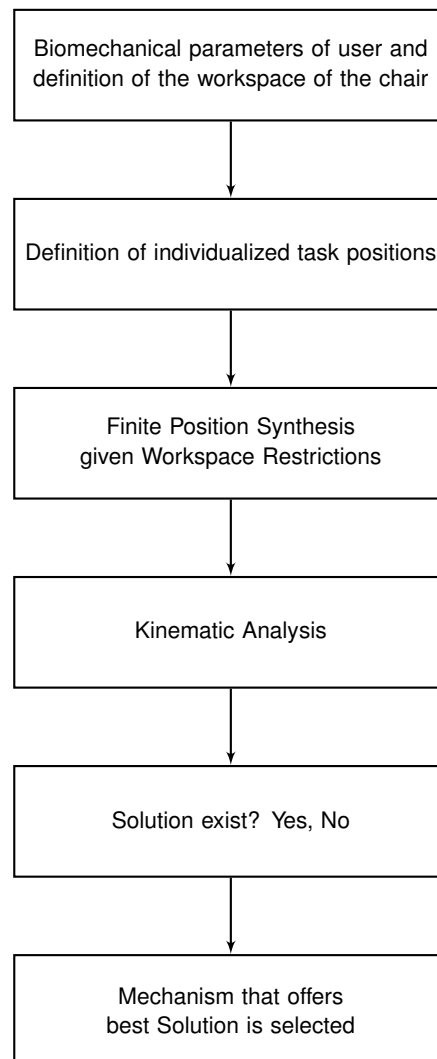 Biomechanical parameters of user and
definition of the workspace of the chair
Definition of individualized task positions
Finite Position Synthesis
given Workspace Restrictions
Kinematic Analysis
Solution exist? Yes, No
Mechanism that offers
best Solution is selected